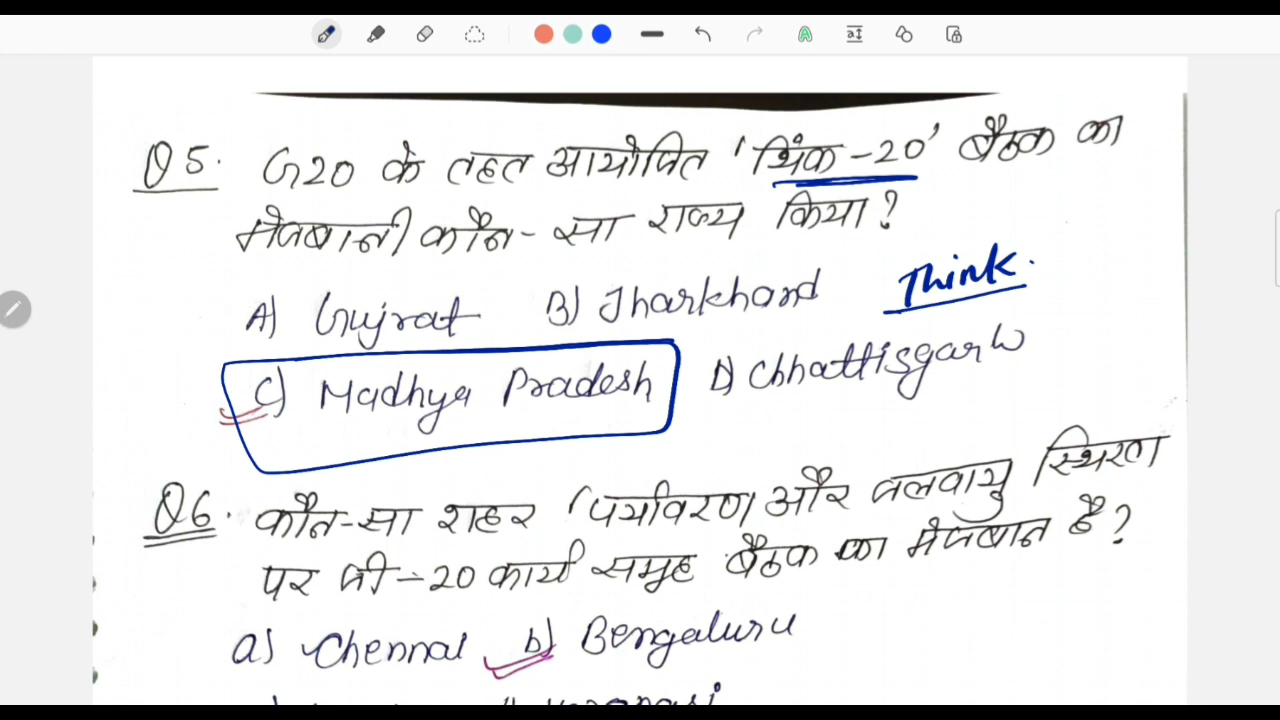 Q5. G20 के तहत आयोजित 'थिंक-20' बैठक का
मेजबानी कौन-सा राज्य किया?
Think.
A) Gujrat B) Jharkhand
C) Madhya Pradesh D) Chhattisgarh
Q6. कौन-सा शहर 'पर्यावरण और जलवायु स्थिरता
पर जी-20 कार्य समूह बैठक का मेजबान है?
a) Chennai b) Bengaluru